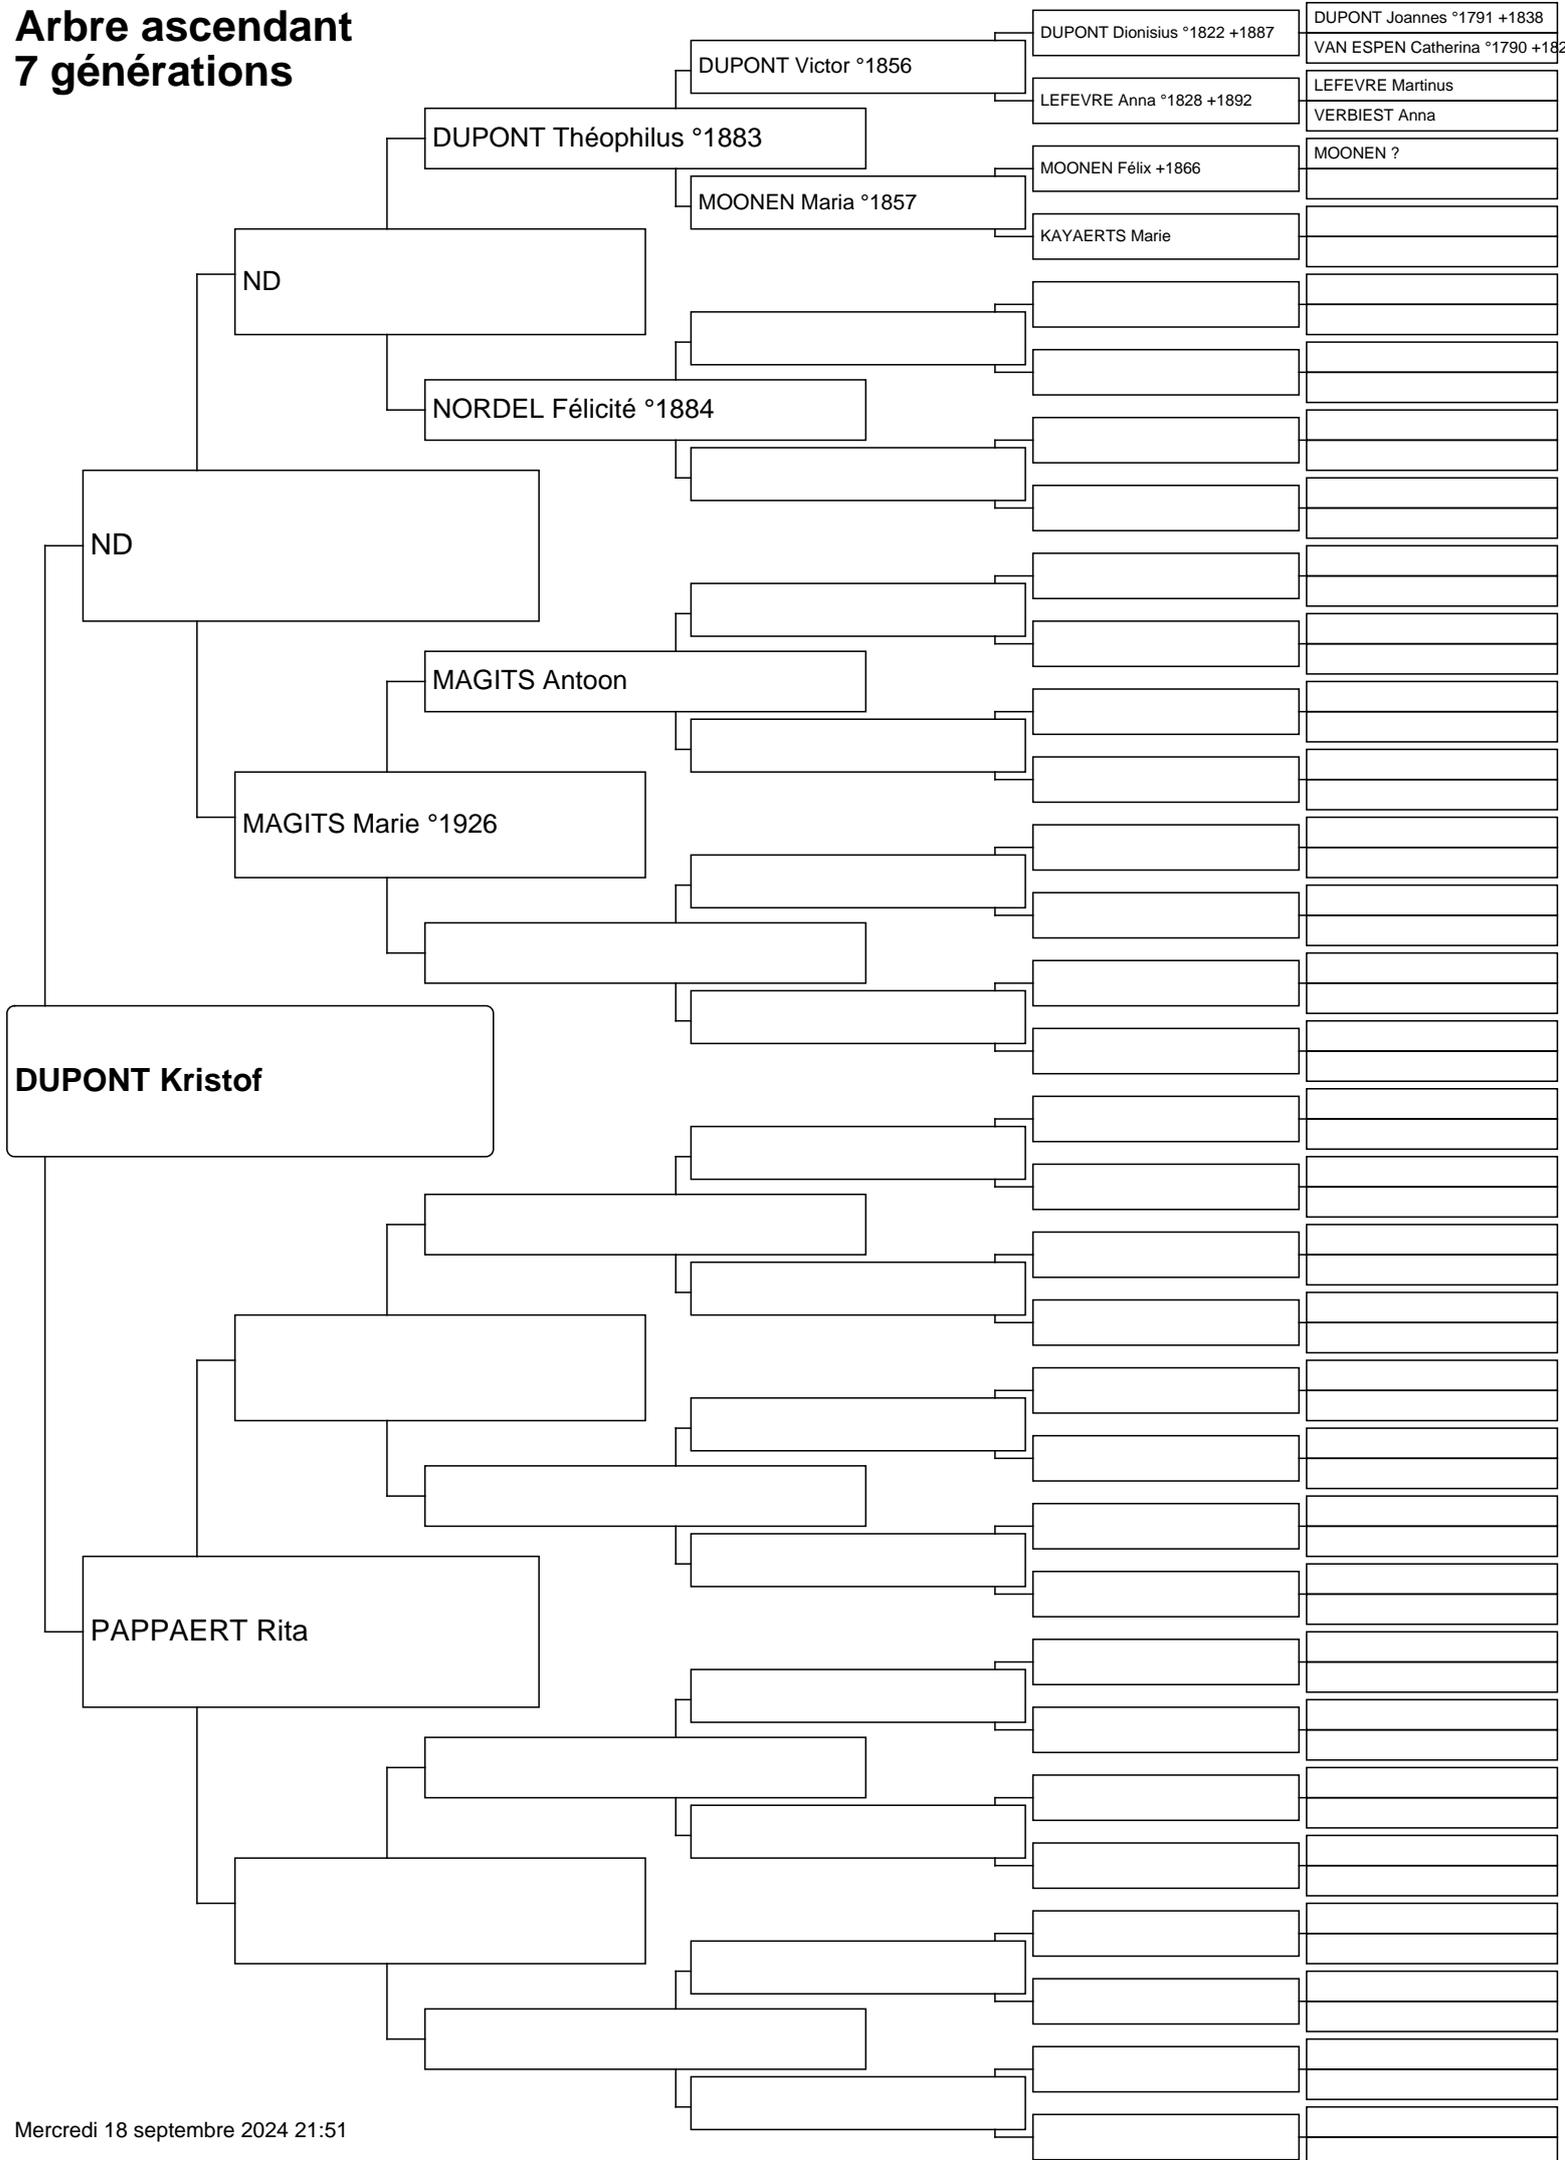 Arbre ascendant
7 générations
DUPONT Joannes °1791 +1838
DUPONT Dionisius °1822 +1887
VAN ESPEN Catherina °1790 +182
DUPONT Victor °1856
LEFEVRE Martinus
LEFEVRE Anna °1828 +1892
VERBIEST Anna
DUPONT Théophilus °1883
MOONEN ?
MOONEN Félix +1866
MOONEN Maria °1857
KAYAERTS Marie
ND
NORDEL Félicité °1884
ND
MAGITS Antoon
MAGITS Marie °1926
DUPONT Kristof
PAPPAERT Rita
Mercredi 18 septembre 2024 21:51